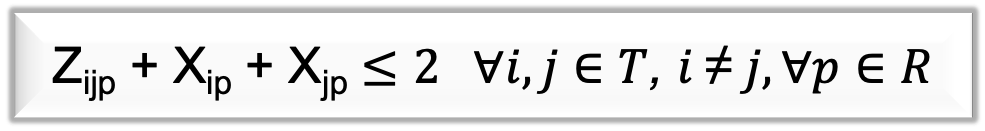 Zijp + Xip + Xjp ≤ 2 ∀i, j ∈ T, i ≠ j, ∀p ∈ R